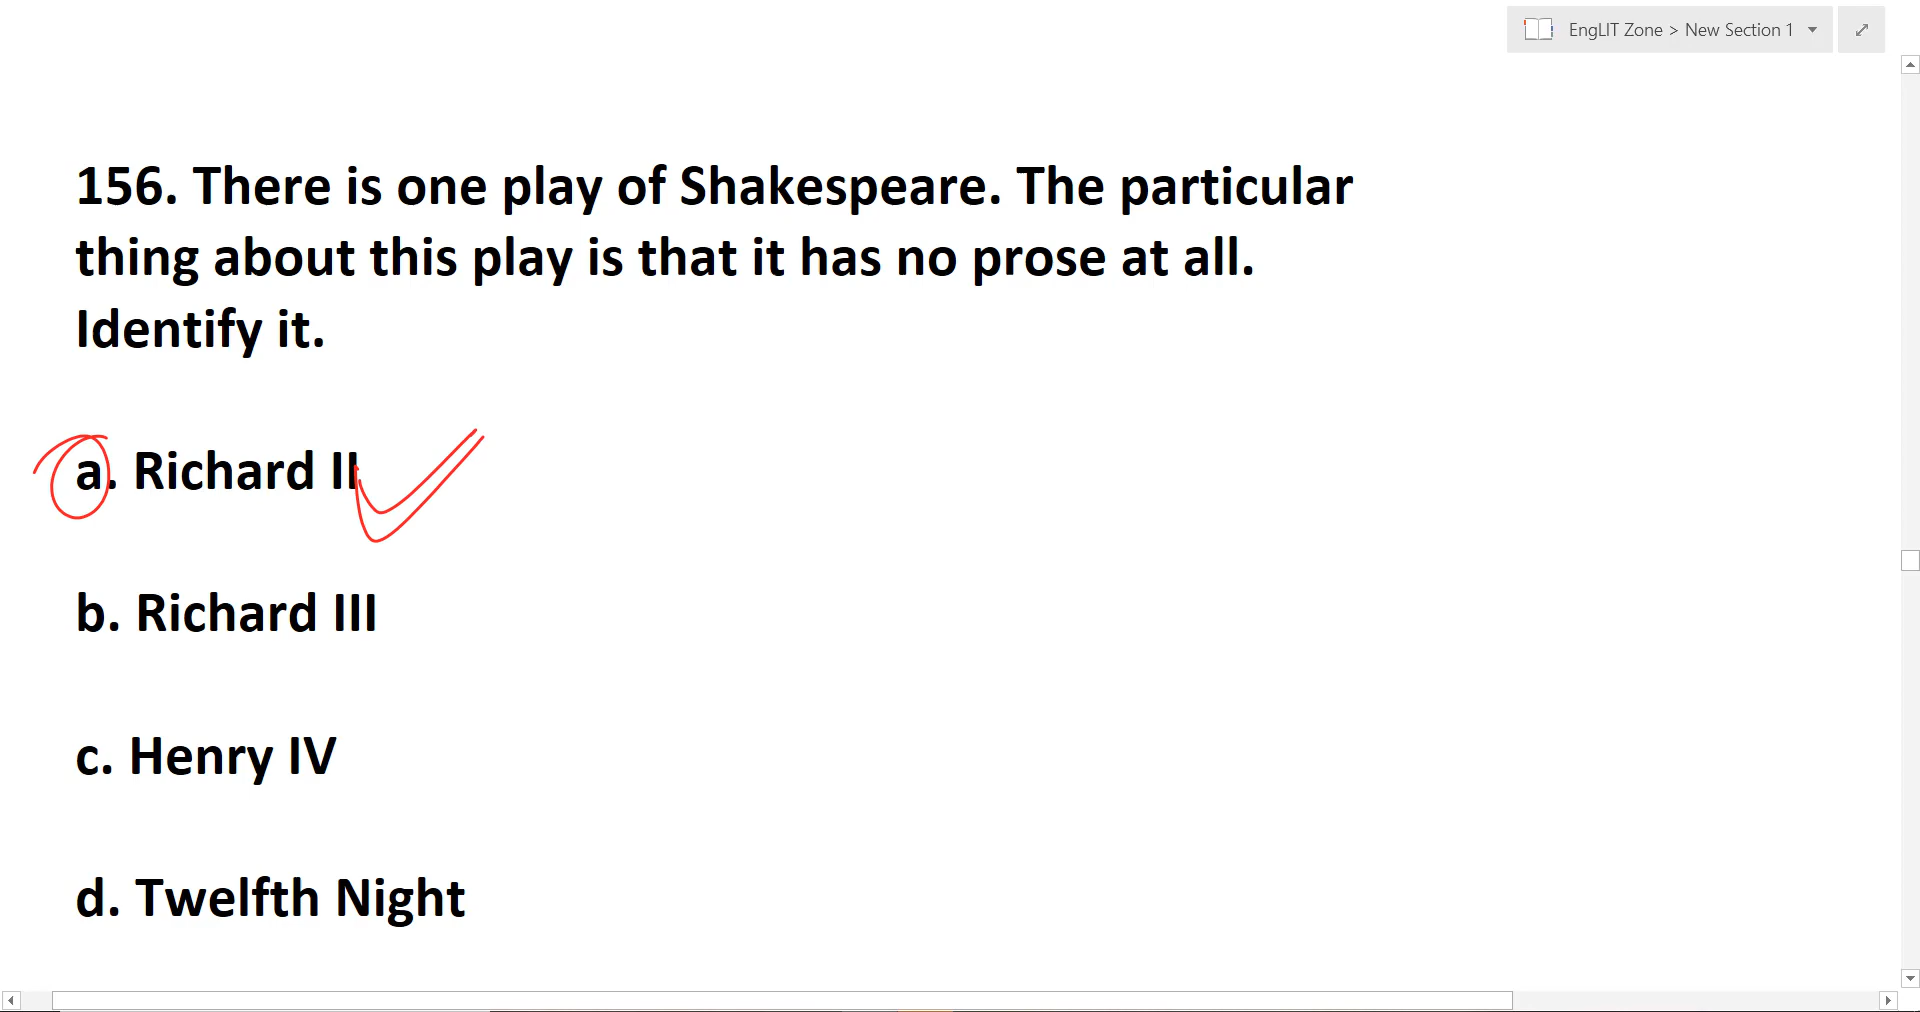 EngLIT Zone > New Section 1
156. There is one play of Shakespeare. The particular
thing about this play is that it has no prose at all.
Identify it.
a. Richard II
b. Richard III
c. Henry IV
d. Twelfth Night